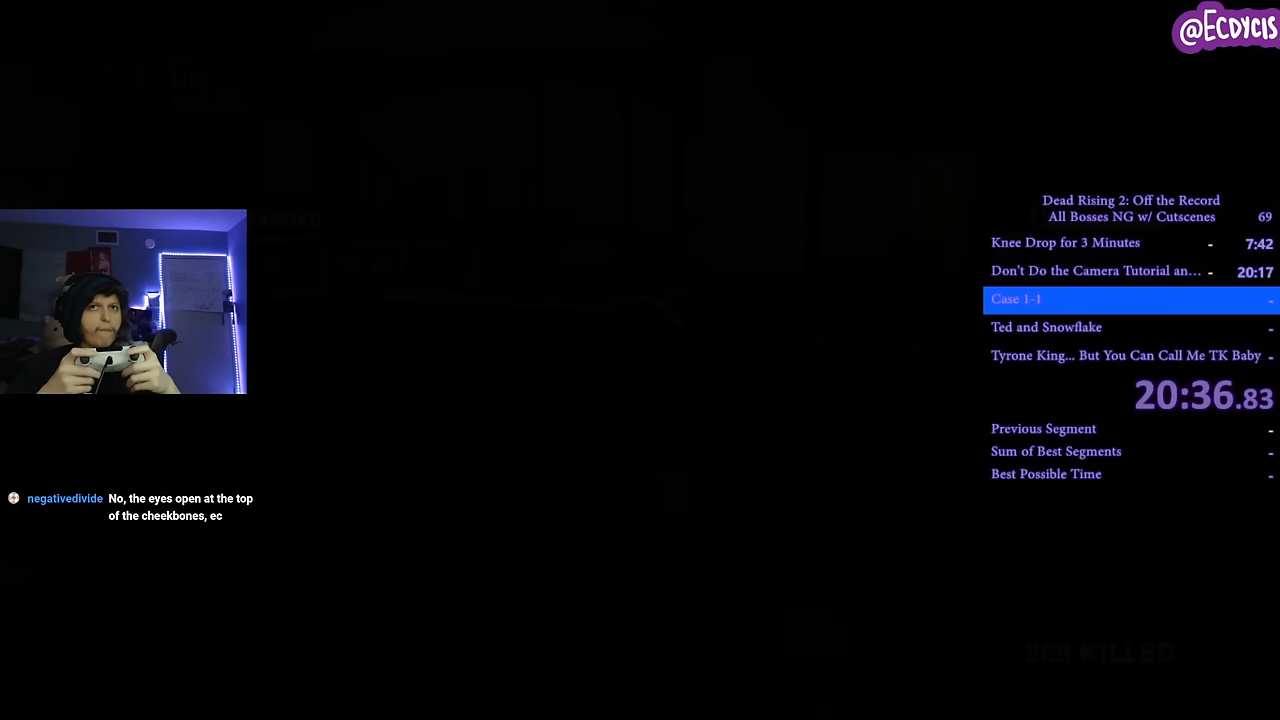 @ECDYCIS
Dead Rising 2: Off the Record
All Bosses NG w/ Cutscenes 69
Knee Drop for 3 Minutes - 7:42
Don't Do the Camera Tutorial an... - 20:17
Case 1-1 -
Ted and Snowflake -
Tyrone King... But You Can Call Me TK Baby -
20:36.83
Previous Segment -
Sum of Best Segments -
Best Possible Time -
negativedivide No, the eyes open at the top
of the cheekbones, ec
209 KILLED